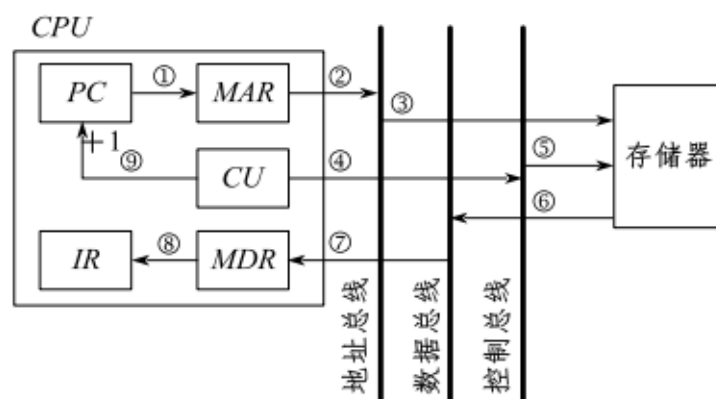 CPU
PC ① MAR ② ③
+1 ⑨ CU ④ ⑤ 存储器
⑥
IR ⑧ MDR ⑦
地址总线
数据总线
控制总线